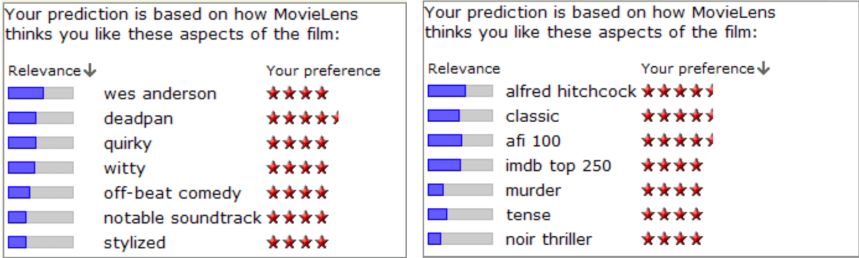 Your prediction is based on how MovieLens
thinks you like these aspects of the film:
Relevance Your preference
wes anderson
deadpan
quirky
witty
off-beat comedy
notable soundtrack
stylized
Your prediction is based on how MovieLens
thinks you like these aspects of the film:
Relevance Your preference
alfred hitchcock
classic
afi 100
imdb top 250
murder
tense
noir thriller